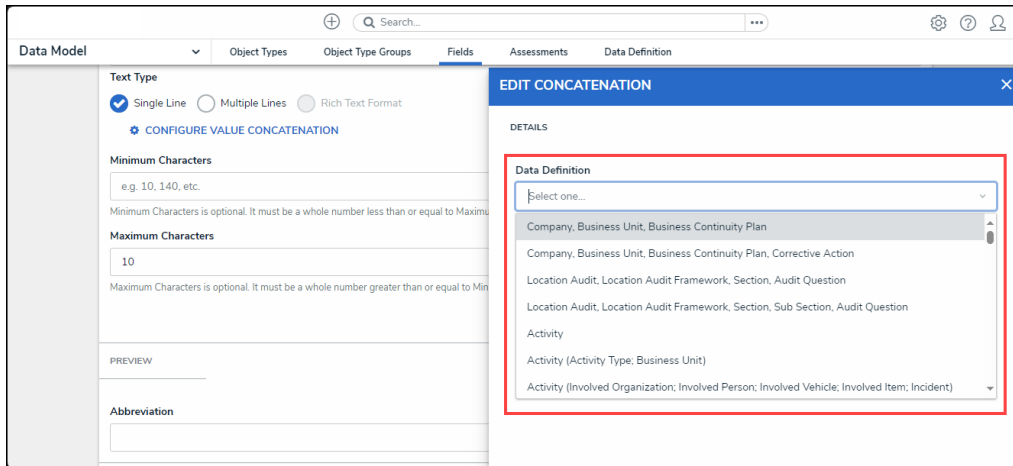 Search...
Data Model
Object Types
Object Type Groups
Fields
Assessments
Data Definition
Text Type
Single Line
Multiple Lines
Rich Text Format
CONFIGURE VALUE CONCATENATION
Minimum Characters
e.g. 10, 140, etc.
Minimum Characters is optional. It must be a whole number less than or equal to Maximu
Maximum Characters
10
Maximum Characters is optional. It must be a whole number greater than or equal to Min
PREVIEW
Abbreviation
EDIT CONCATENATION
DETAILS
Data Definition
Select one...
Company, Business Unit, Business Continuity Plan
Company, Business Unit, Business Continuity Plan, Corrective Action
Location Audit, Location Audit Framework, Section, Audit Question
Location Audit, Location Audit Framework, Section, Sub Section, Audit Question
Activity
Activity (Activity Type; Business Unit)
Activity (Involved Organization; Involved Person; Involved Vehicle; Involved Item; Incident)